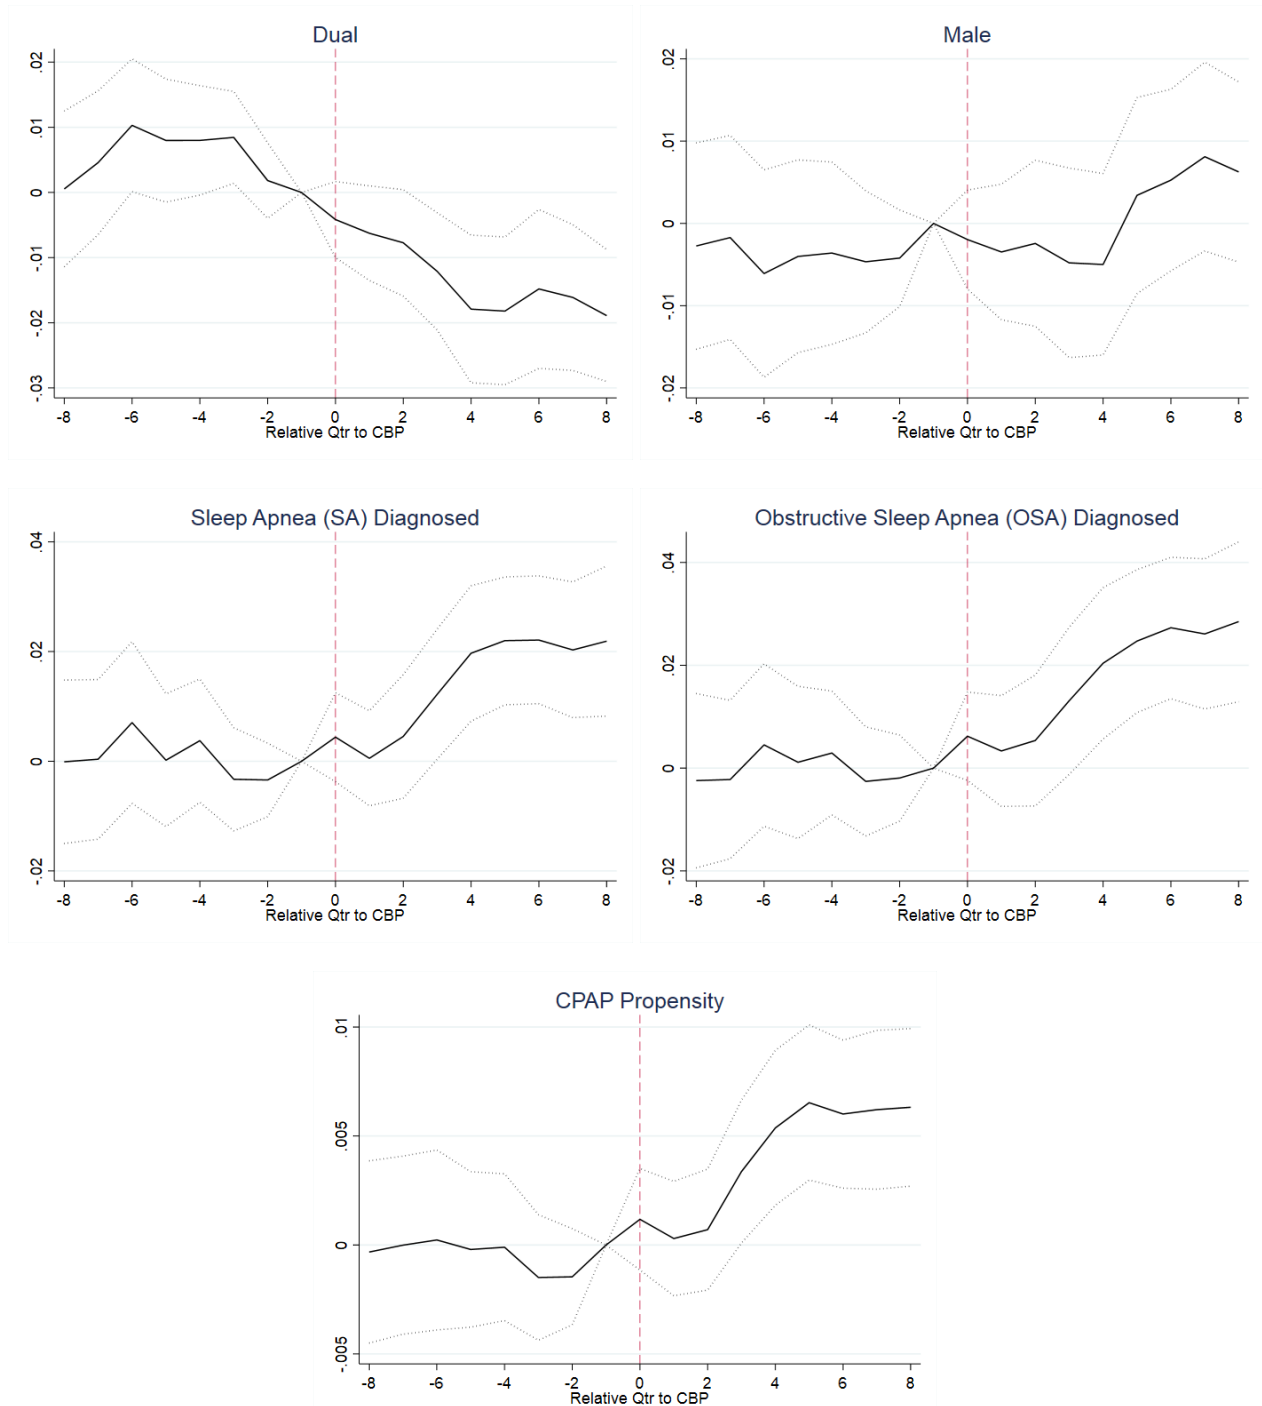 Dual
.02
.01
0
-.01
-.02
-.03
-8 -6 -4 -2 0 2 4 6 8
Relative Qtr to CBP
Male
.02
.01
0
-.01
-.02
-8 -6 -4 -2 0 2 4 6 8
Relative Qtr to CBP
Sleep Apnea (SA) Diagnosed
.04
.02
0
-.02
-8 -6 -4 -2 0 2 4 6 8
Relative Qtr to CBP
Obstructive Sleep Apnea (OSA) Diagnosed
.04
.02
0
-.02
-8 -6 -4 -2 0 2 4 6 8
Relative Qtr to CBP
CPAP Propensity
.01
.005
0
-.005
-8 -6 -4 -2 0 2 4 6 8
Relative Qtr to CBP